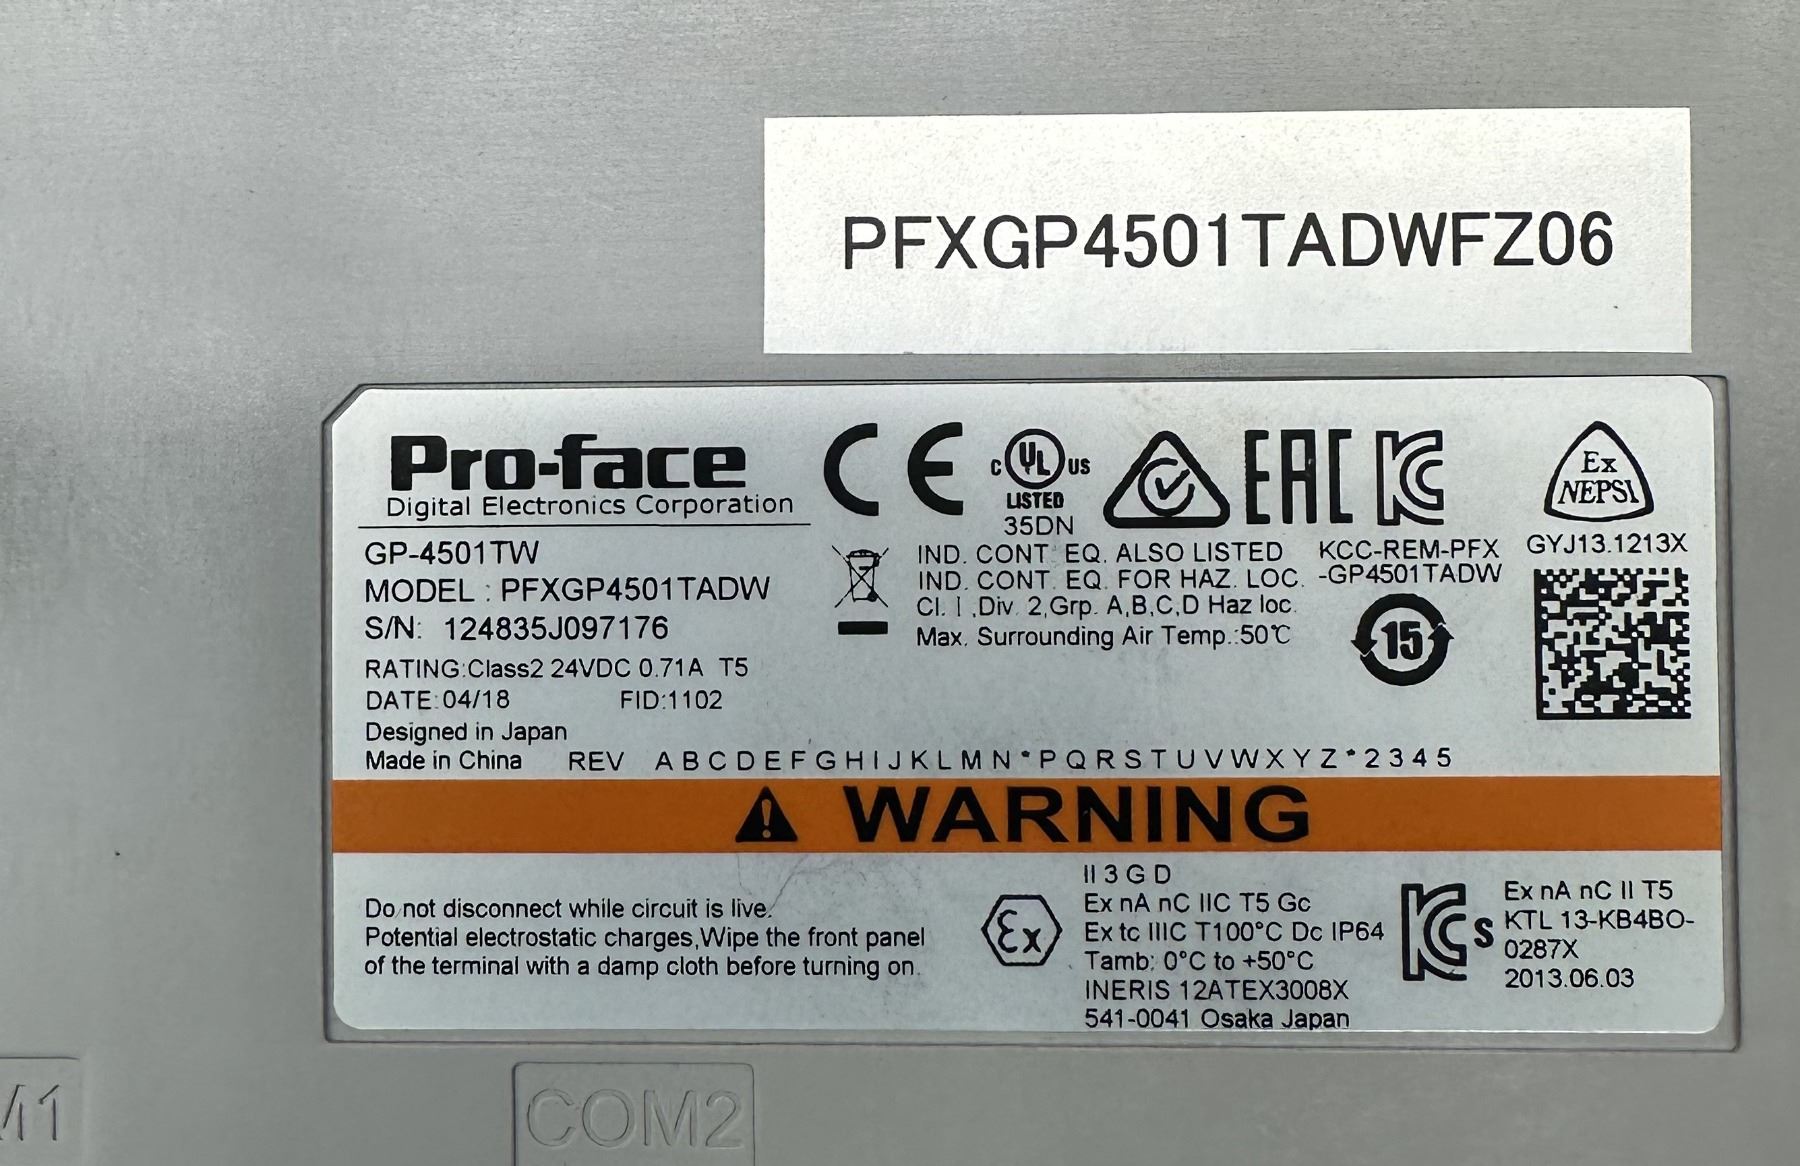 PFXGP4501TADWFZ06
Pro-face
Digital Electronics Corporation
GP-4501TW
MODEL : PFXGP4501TADW
S/N: 124835J097176
RATING:Class2 24VDC 0.71A T5
DATE:04/18 FID:1102
Designed in Japan
Made in China REV A B C D E F G H I J K L M N * P Q R S T U V W X Y Z * 2 3 4 5
CE
C UL US
LISTED
35DN
EAC
IND. CONT. EQ. ALSO LISTED
IND. CONT. EQ. FOR HAZ. LOC.
Cl. I ,Div. 2,Grp. A,B,C,D Haz loc.
Max. Surrounding Air Temp.:50℃
KCC-REM-PFX
-GP4501TADW
15
Ex
NEPSI
GYJ13.1213X
WARNING
Do not disconnect while circuit is live.
Potential electrostatic charges,Wipe the front panel
of the terminal with a damp cloth before turning on.
Ex
II 3 G D
Ex nA nC IIC T5 Gc
Ex tc IIIC T100°C Dc IP64
Tamb: 0°C to +50°C
INERIS 12ATEX3008X
541-0041 Osaka Japan
S
Ex nA nC II T5
KTL 13-KB4BO-
0287X
2013.06.03
M1
COM2